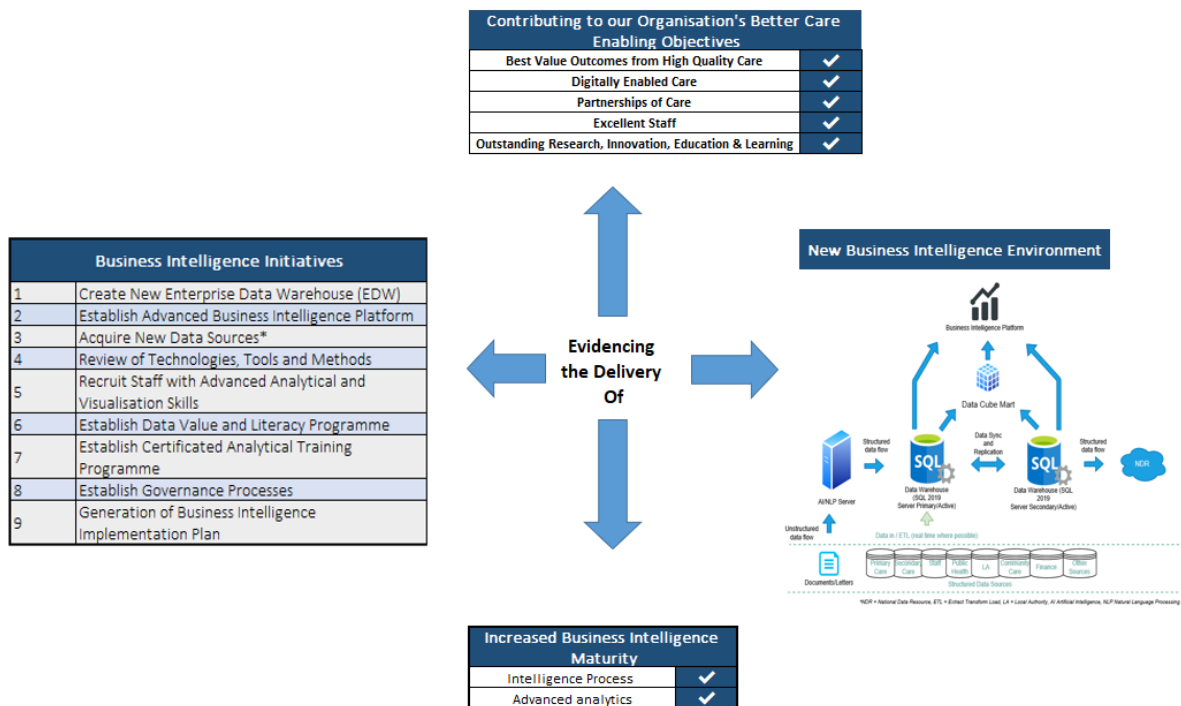 Contributing to our Organisation's Better Care
Enabling Objectives
Best Value Outcomes from High Quality Care
Digitally Enabled Care
Partnerships of Care
Excellent Staff
Outstanding Research, Innovation, Education & Learning
Business Intelligence Initiatives
1 Create New Enterprise Data Warehouse (EDW)
2 Establish Advanced Business Intelligence Platform
3 Acquire New Data Sources*
4 Review of Technologies, Tools and Methods
5 Recruit Staff with Advanced Analytical and
Visualisation Skills
6 Establish Data Value and Literacy Programme
7 Establish Certificated Analytical Training
Programme
8 Establish Governance Processes
9 Generation of Business Intelligence
Implementation Plan
Evidencing
the Delivery
Of
New Business Intelligence Environment
Business Intelligence Platform
Data Cube Mart
Structured
data flow
Data Sync
and
Replication
Structured
data flow
SQL
SQL
NDR
AI/NLP Server
Data Warehouse
(SQL 2019
Server Primary/Active)
Data Warehouse (SQL
2019
Server Secondary/Active)
Unstructured
data flow
Data in / ETL (real time where possible)
Documents/Letters
Primary
Care
Secondary
Care
Staff
Public
Health
LA
Community
Care
Finance
Other
Sources
Structured Data Sources
*NDR = National Data Resource, ETL = Extract Transform Load, LA = Local Authority, AI Artificial Intelligence, NLP Natural Language Processing
Increased Business Intelligence
Maturity
Intelligence Process
Advanced analytics